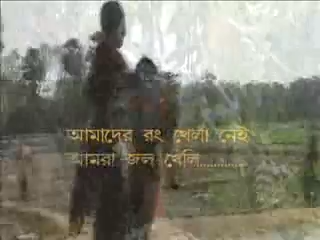 আমাদের রং খেলা নেই
আমরা জল খেলি............